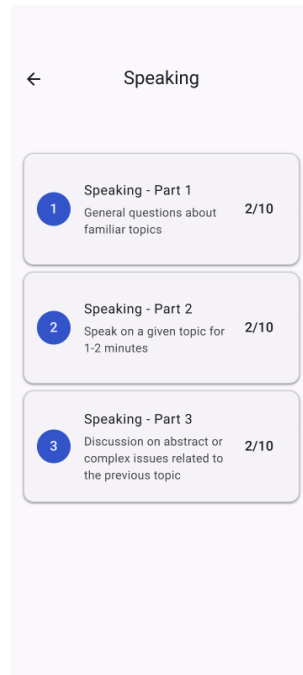 Speaking
1
Speaking - Part 1
General questions about
familiar topics
2/10
2
Speaking - Part 2
Speak on a given topic for
1-2 minutes
2/10
3
Speaking - Part 3
Discussion on abstract or
complex issues related to
the previous topic
2/10